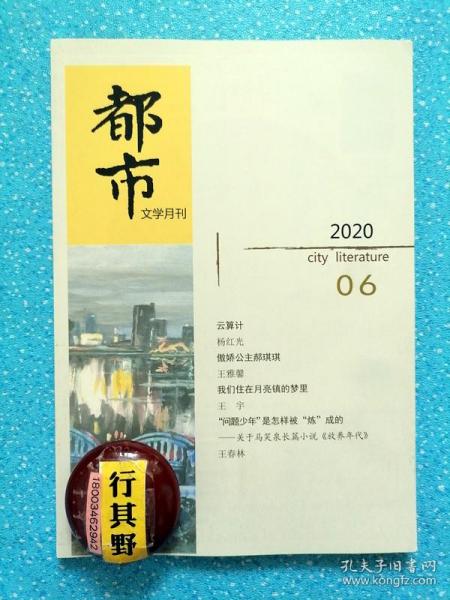 都市
文学月刊
2020
city literature
06
云算计
杨红光
傲娇公主郝琪琪
王雅馨
我们住在月亮镇的梦里
王 宇
“问题少年”是怎样被“炼”成的
——关于马笑泉长篇小说《放养年代》
王春林
行其野
18003462942
孔夫子旧书网
www.kongfz.com